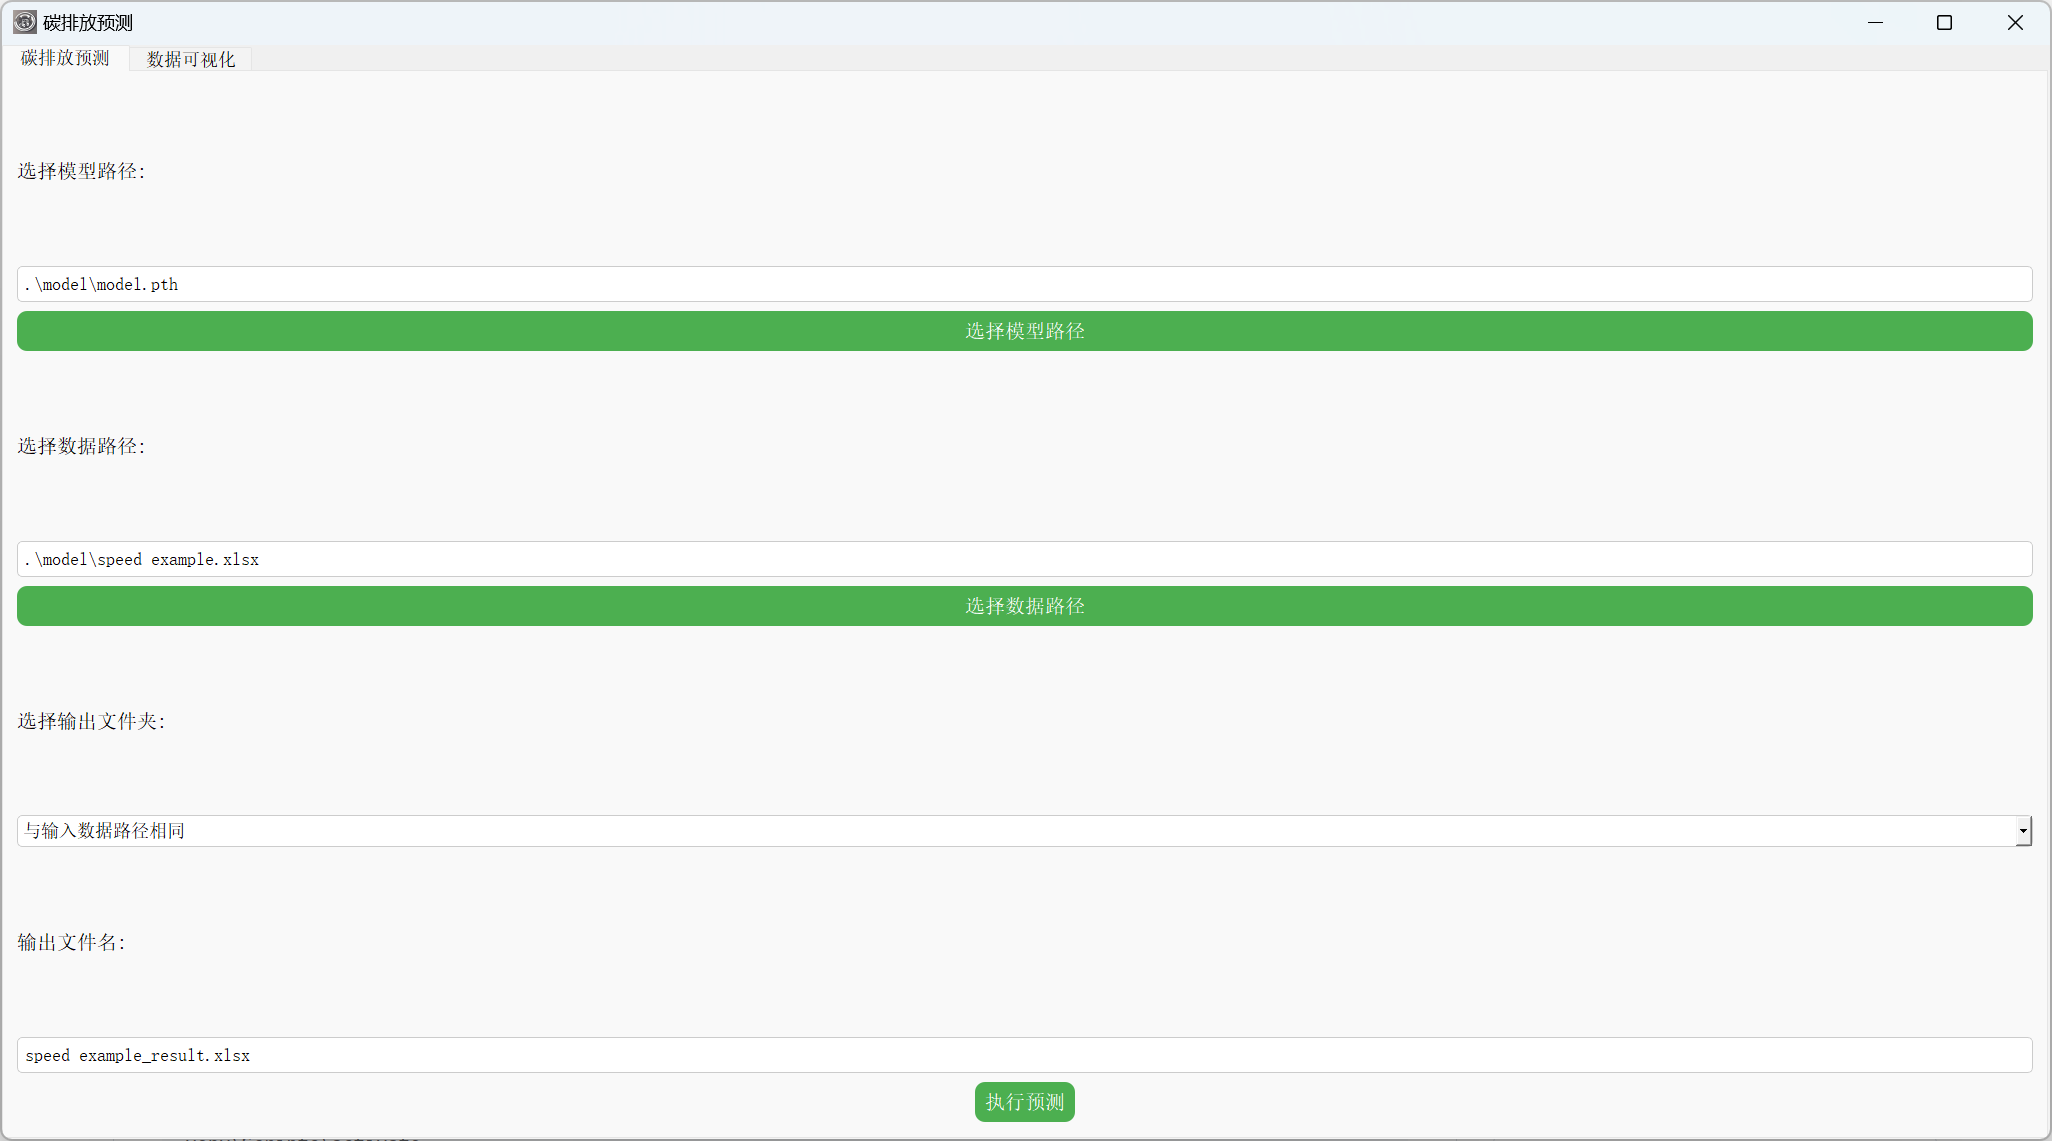 碳排放预测
碳排放预测 数据可视化
选择模型路径:
.\model\model.pth
选择模型路径
选择数据路径:
.\model\speed example.xlsx
选择数据路径
选择输出文件夹:
与输入数据路径相同
输出文件名:
speed example_result.xlsx
执行预测